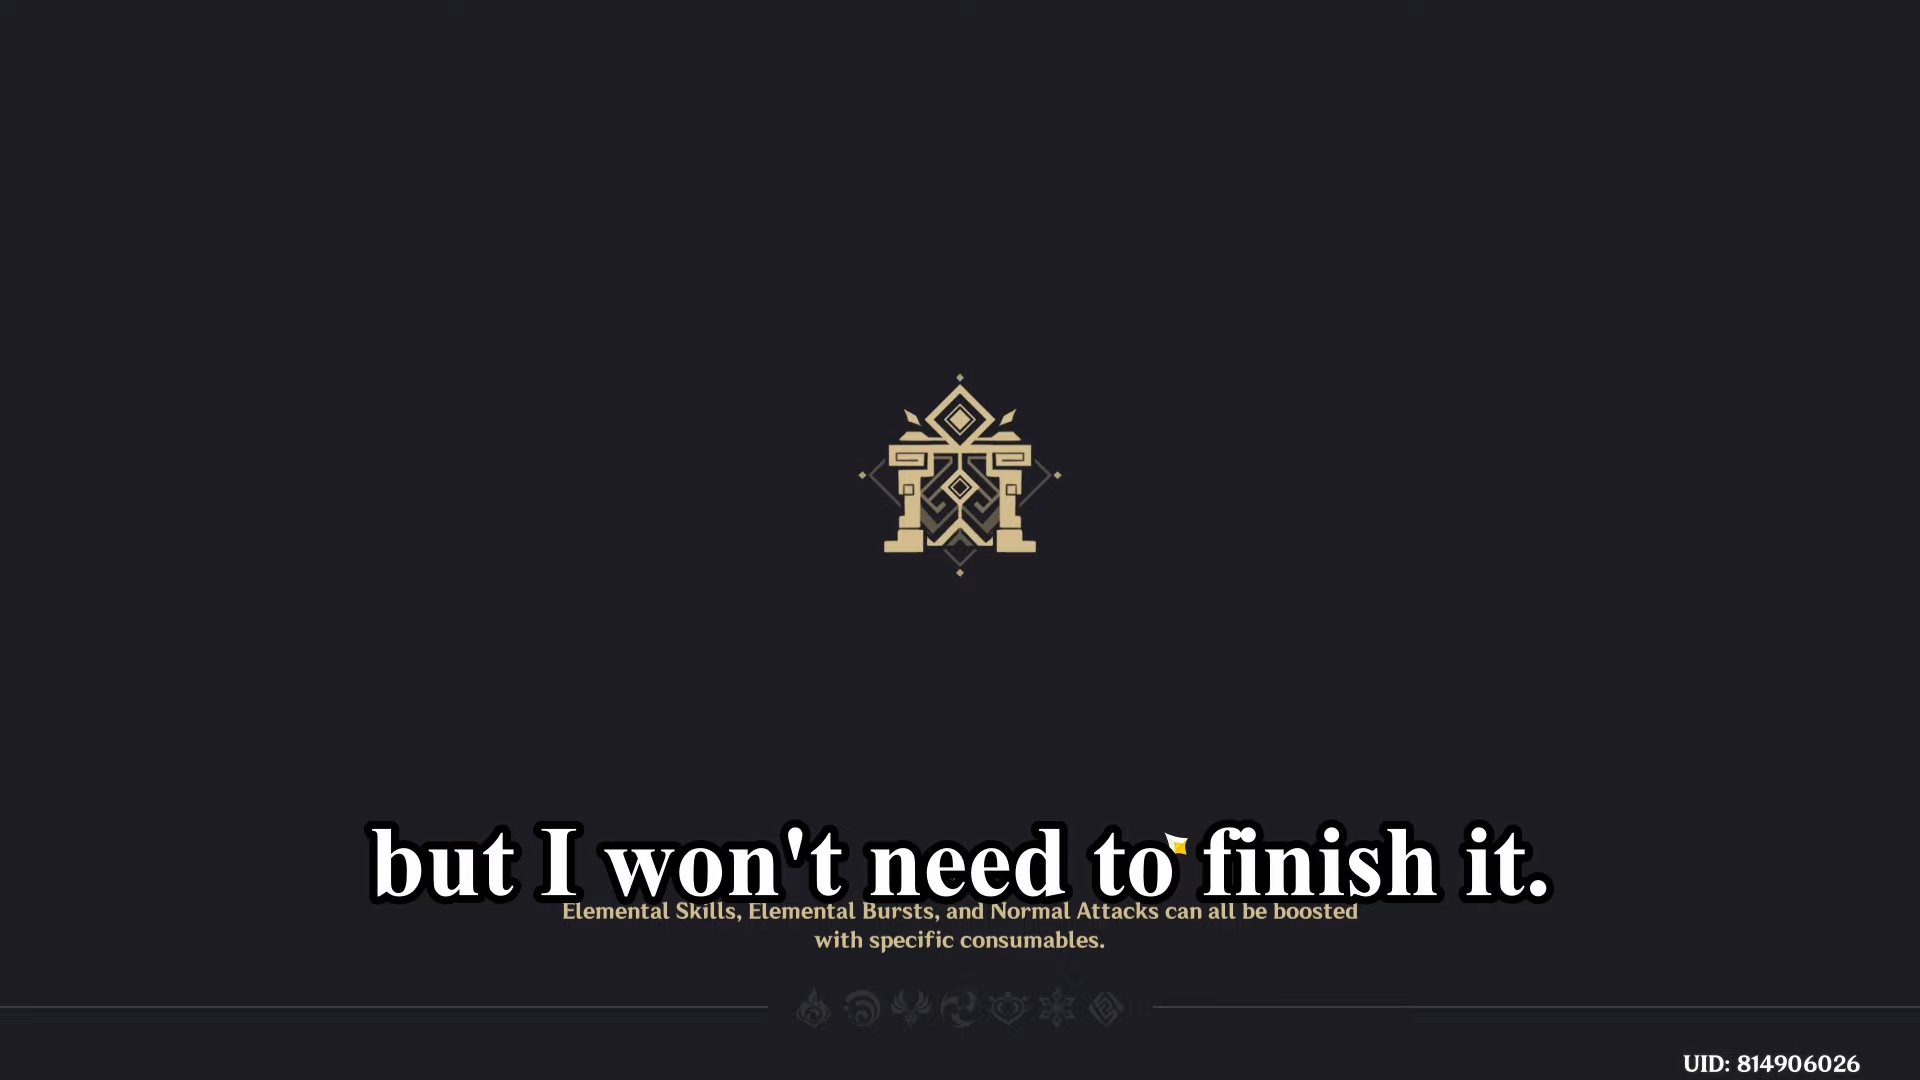 but I won't need to finish it.
Elemental Skills, Elemental Bursts, and Normal Attacks can all be boosted
with specific consumables.
UID: 814906026